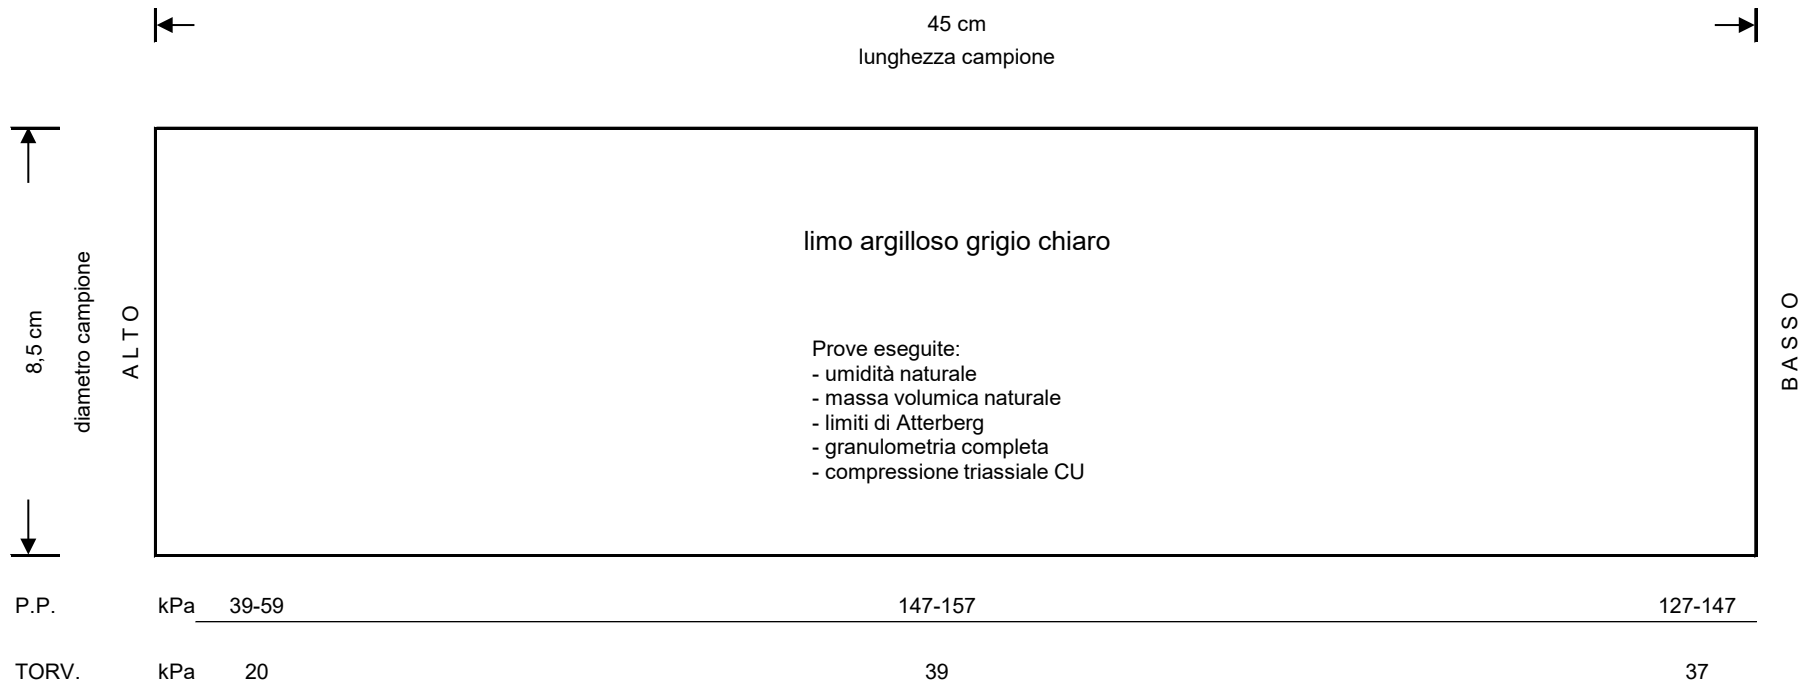 45 cm
lunghezza campione
8,5 cm
diametro campione
ALTO
limo argilloso grigio chiaro
Prove eseguite:
- umidità naturale
- massa volumica naturale
- limiti di Atterberg
- granulometria completa
- compressione triassiale CU
BASSO
P.P. kPa 39-59 147-157 127-147
TORV. kPa 20 39 37